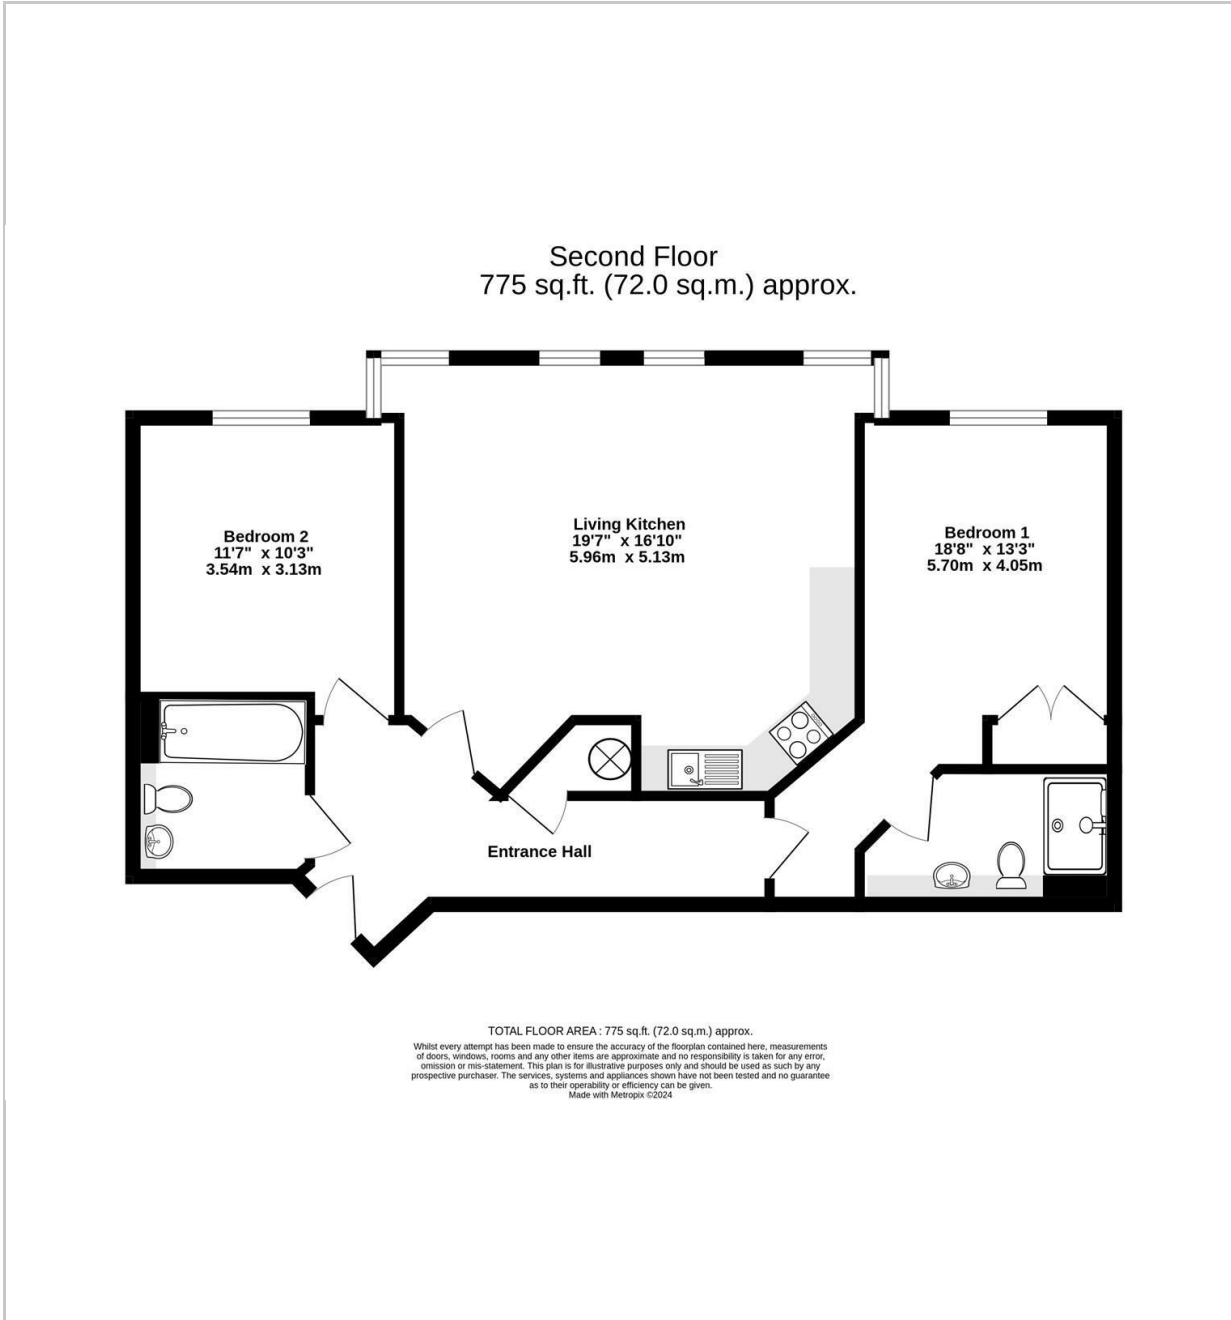 Second Floor
775 sq.ft. (72.0 sq.m.) approx.
Bedroom 2
11'7" x 10'3"
3.54m x 3.13m
Living Kitchen
19'7" x 16'10"
5.96m x 5.13m
Bedroom 1
18'8" x 13'3"
5.70m x 4.05m
Entrance Hall
TOTAL FLOOR AREA : 775 sq.ft. (72.0 sq.m.) approx.
Whilst every attempt has been made to ensure the accuracy of the floorplan contained here, measurements
of doors, windows, rooms and any other items are approximate and no responsibility is taken for any error,
omission or mis-statement. This plan is for illustrative purposes only and should be used as such by any
prospective purchaser. The services, systems and appliances shown have not been tested and no guarantee
as to their operability or efficiency can be given.
Made with Metropix ©2024